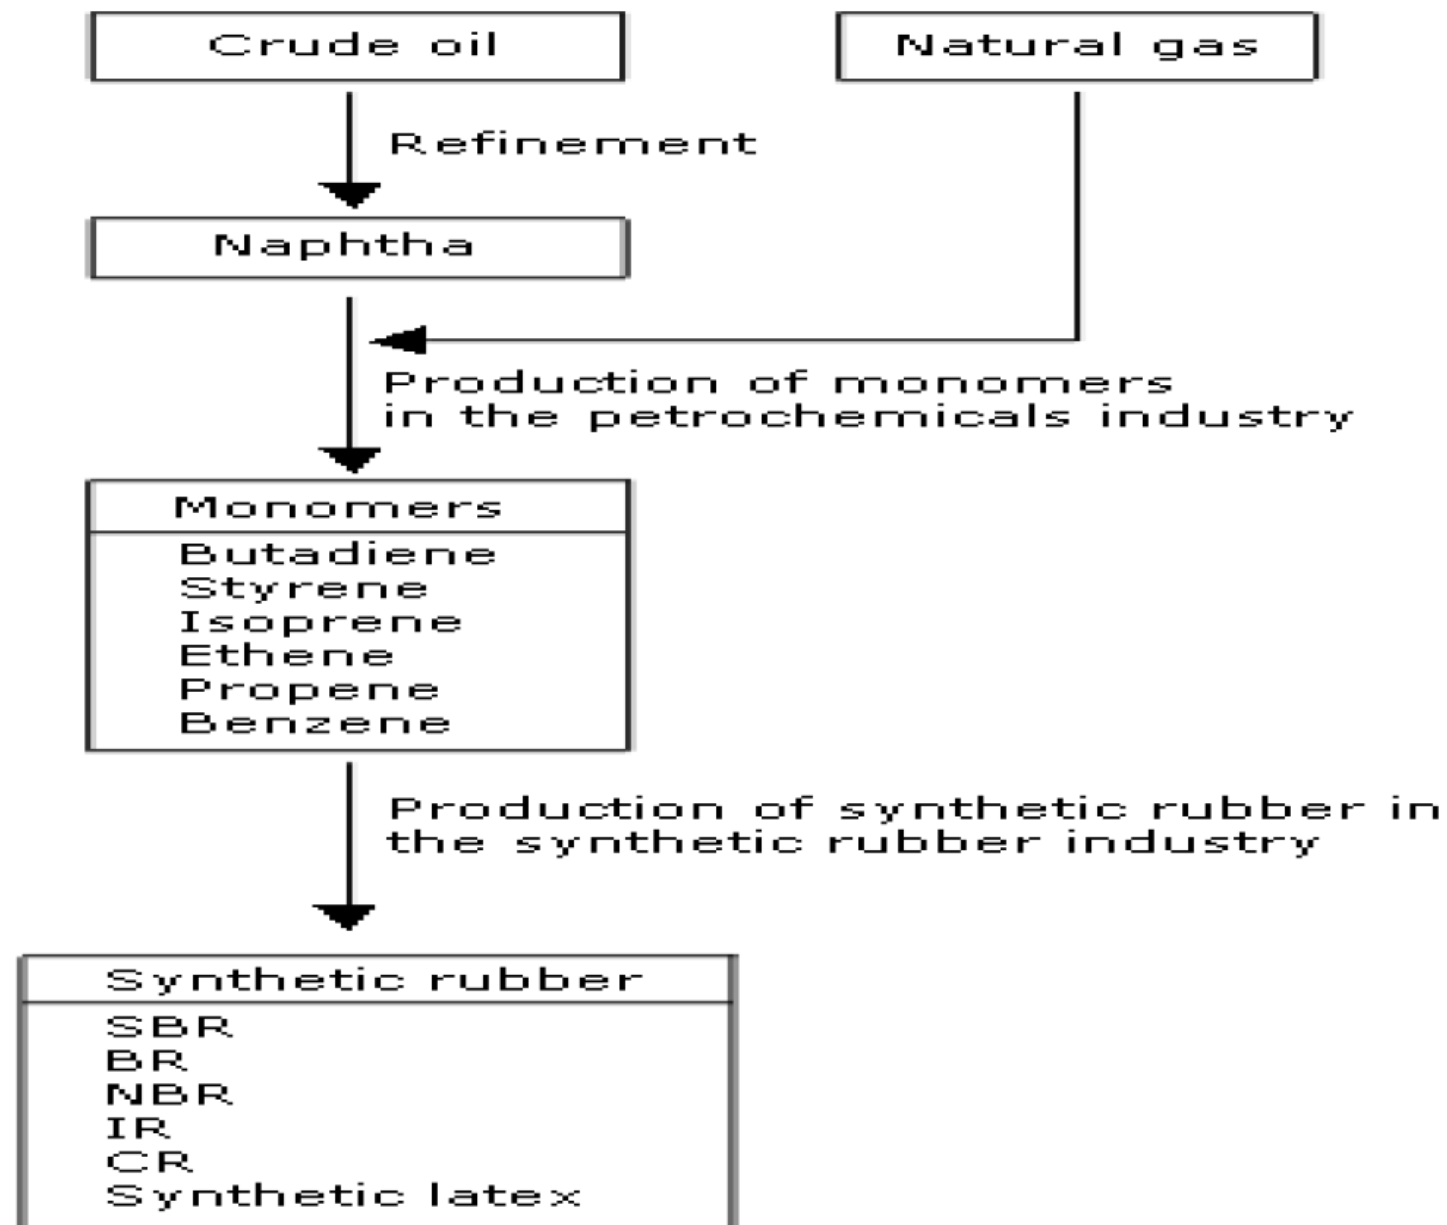 Crude oil
Natural gas
Refinement
Naphtha
Production of monomers
in the petrochemicals industry
Monomers
Butadiene
Styrene
Isoprene
Ethene
Propene
Benzene
Production of synthetic rubber in
the synthetic rubber industry
Synthetic rubber
SBR
BR
NBR
IR
CR
Synthetic latex